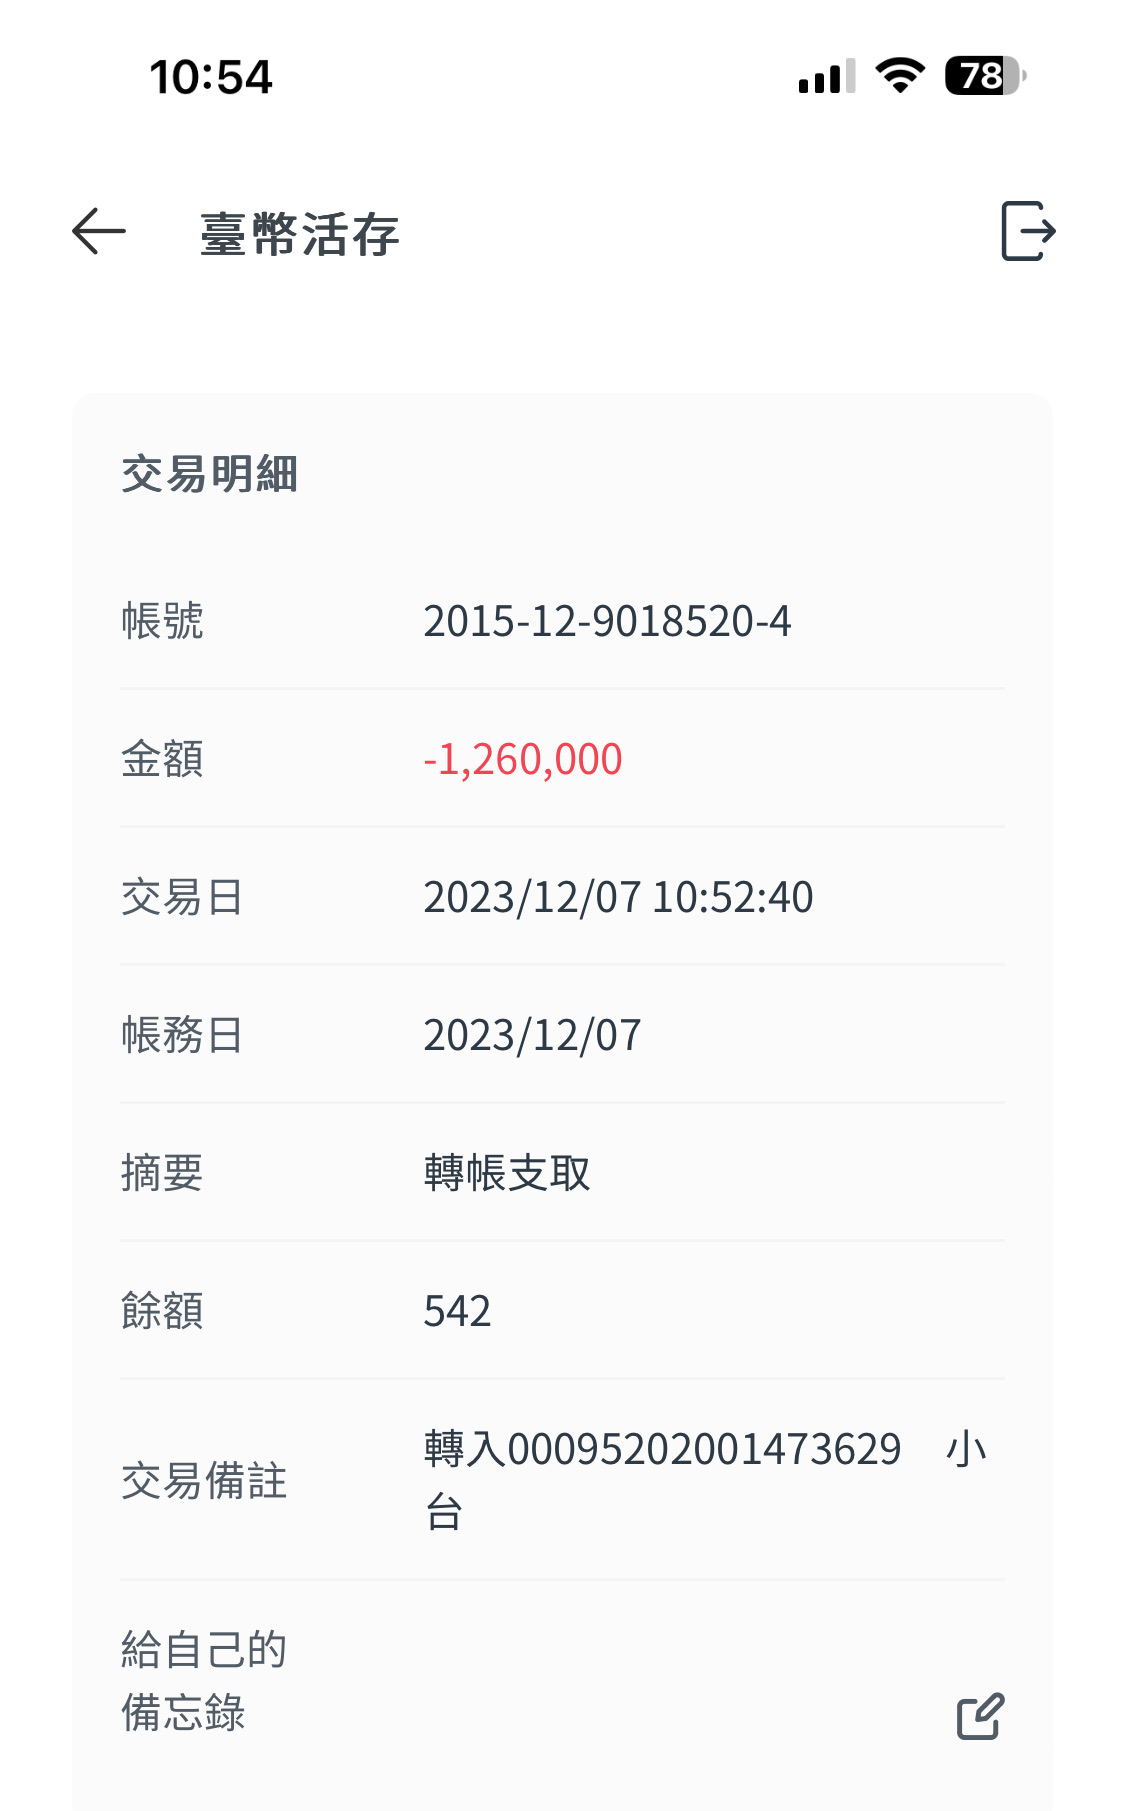 10:54
78
臺幣活存
交易明細
帳號 2015-12-9018520-4
金額 -1,260,000
交易日 2023/12/07 10:52:40
帳務日 2023/12/07
摘要 轉帳支取
餘額 542
交易備註 轉入00095202001473629 小
台
給自己的
備忘錄